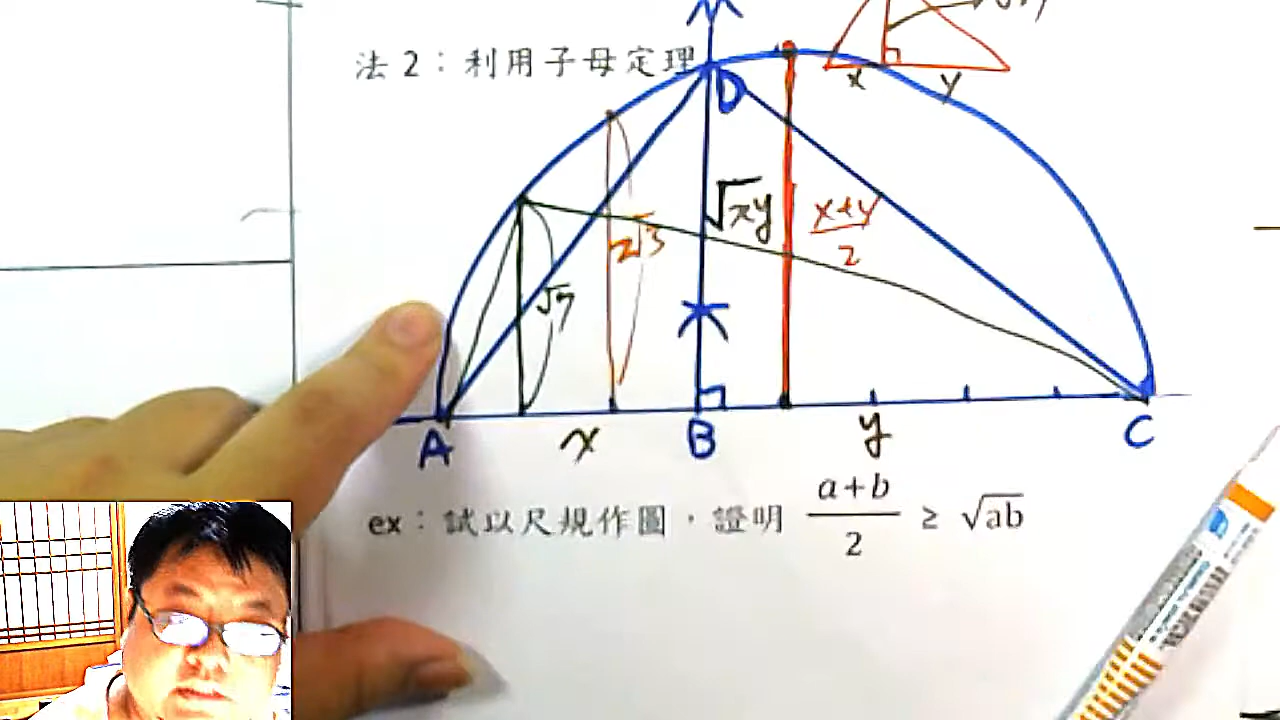 法 2：利用子母定理
x y
D
√xy
x+y
2
2√3
√7
A x B y C
ex：試以尺規作圖，證明 a+b/2 ≥ √ab